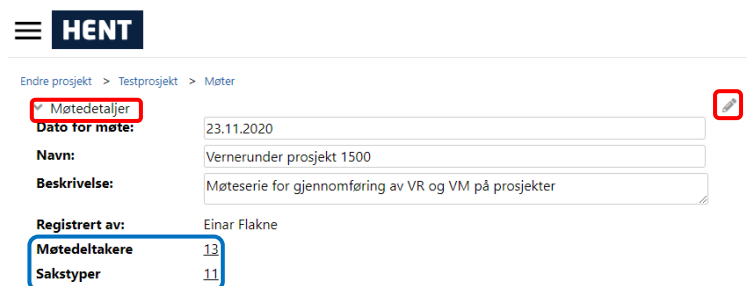 HENT
Endre prosjekt > Testprosjekt > Møter
Møtedetaljer
Dato for møte: 23.11.2020
Navn: Vernerunder prosjekt 1500
Beskrivelse: Møteserie for gjennomføring av VR og VM på prosjekter
Registrert av: Einar Flakne
Møtedeltakere 13
Sakstyper 11